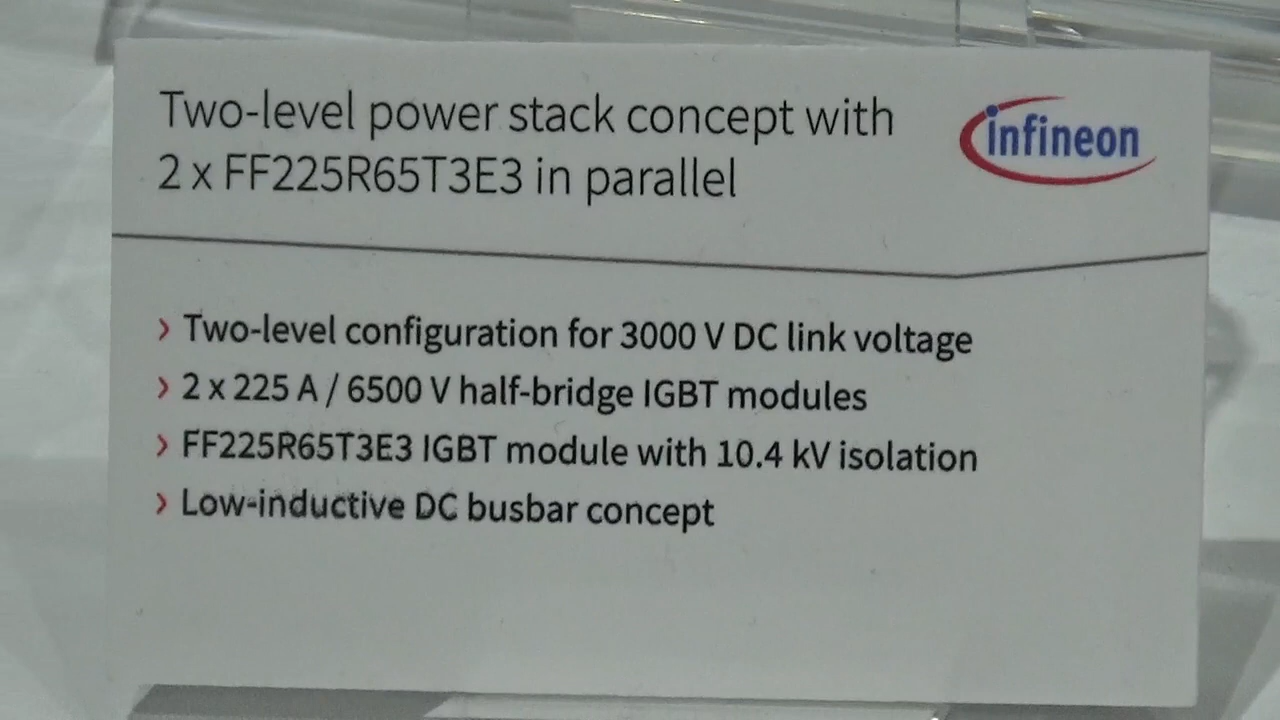 Two-level power stack concept with
2 x FF225R65T3E3 in parallel
infineon
› Two-level configuration for 3000 V DC link voltage
› 2 x 225 A / 6500 V half-bridge IGBT modules
› FF225R65T3E3 IGBT module with 10.4 kV isolation
› Low-inductive DC busbar concept